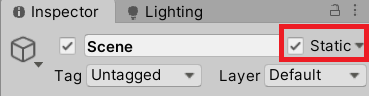 Inspector Lighting
Scene Static
Tag Untagged Layer Default